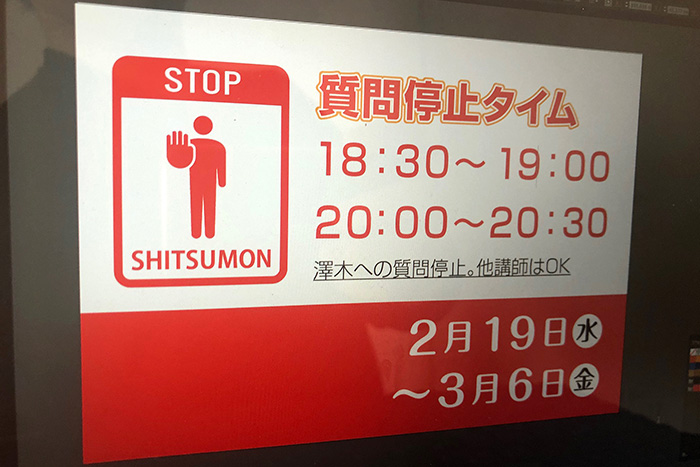 STOP
SHITSUMON
質問停止タイム
18:30～19:00
20:00～20:30
澤木への質問停止。他講師はOK
2月19日㊌
～3月6日㊎